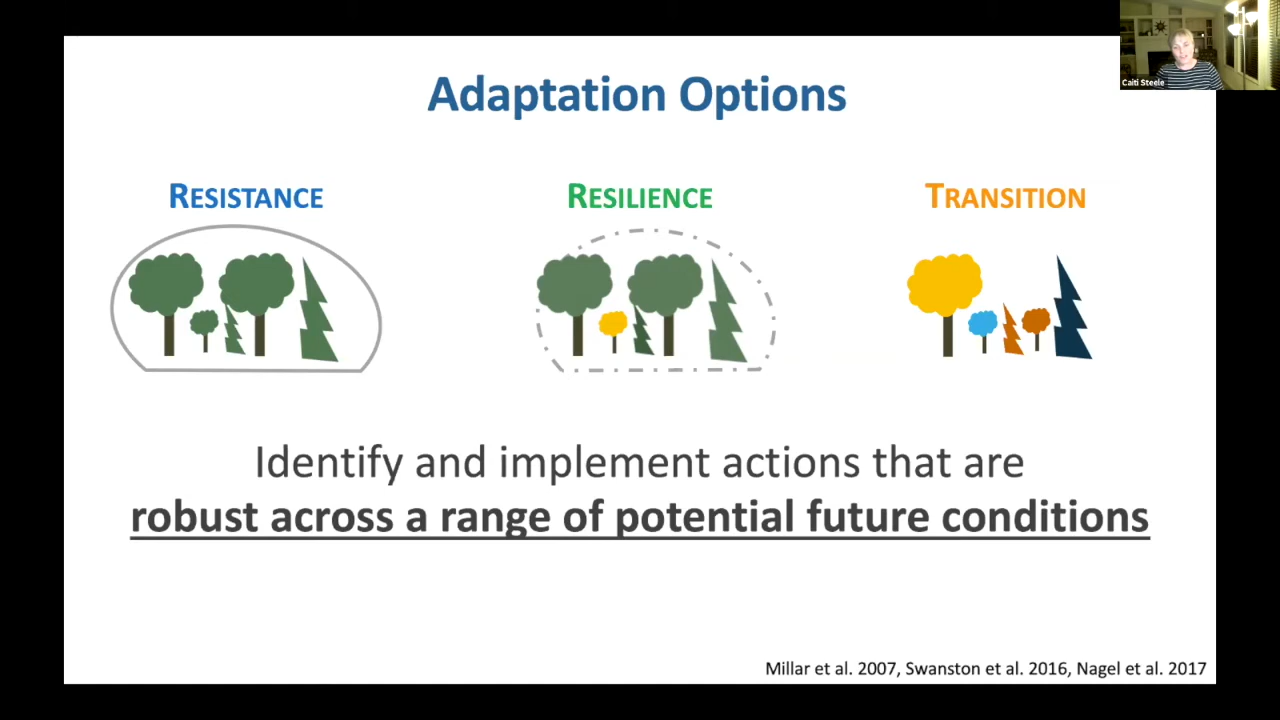 Adaptation Options
RESISTANCE
RESILIENCE
TRANSITION
Identify and implement actions that are
robust across a range of potential future conditions
Millar et al. 2007, Swanston et al. 2016, Nagel et al. 2017
Caiti Steele